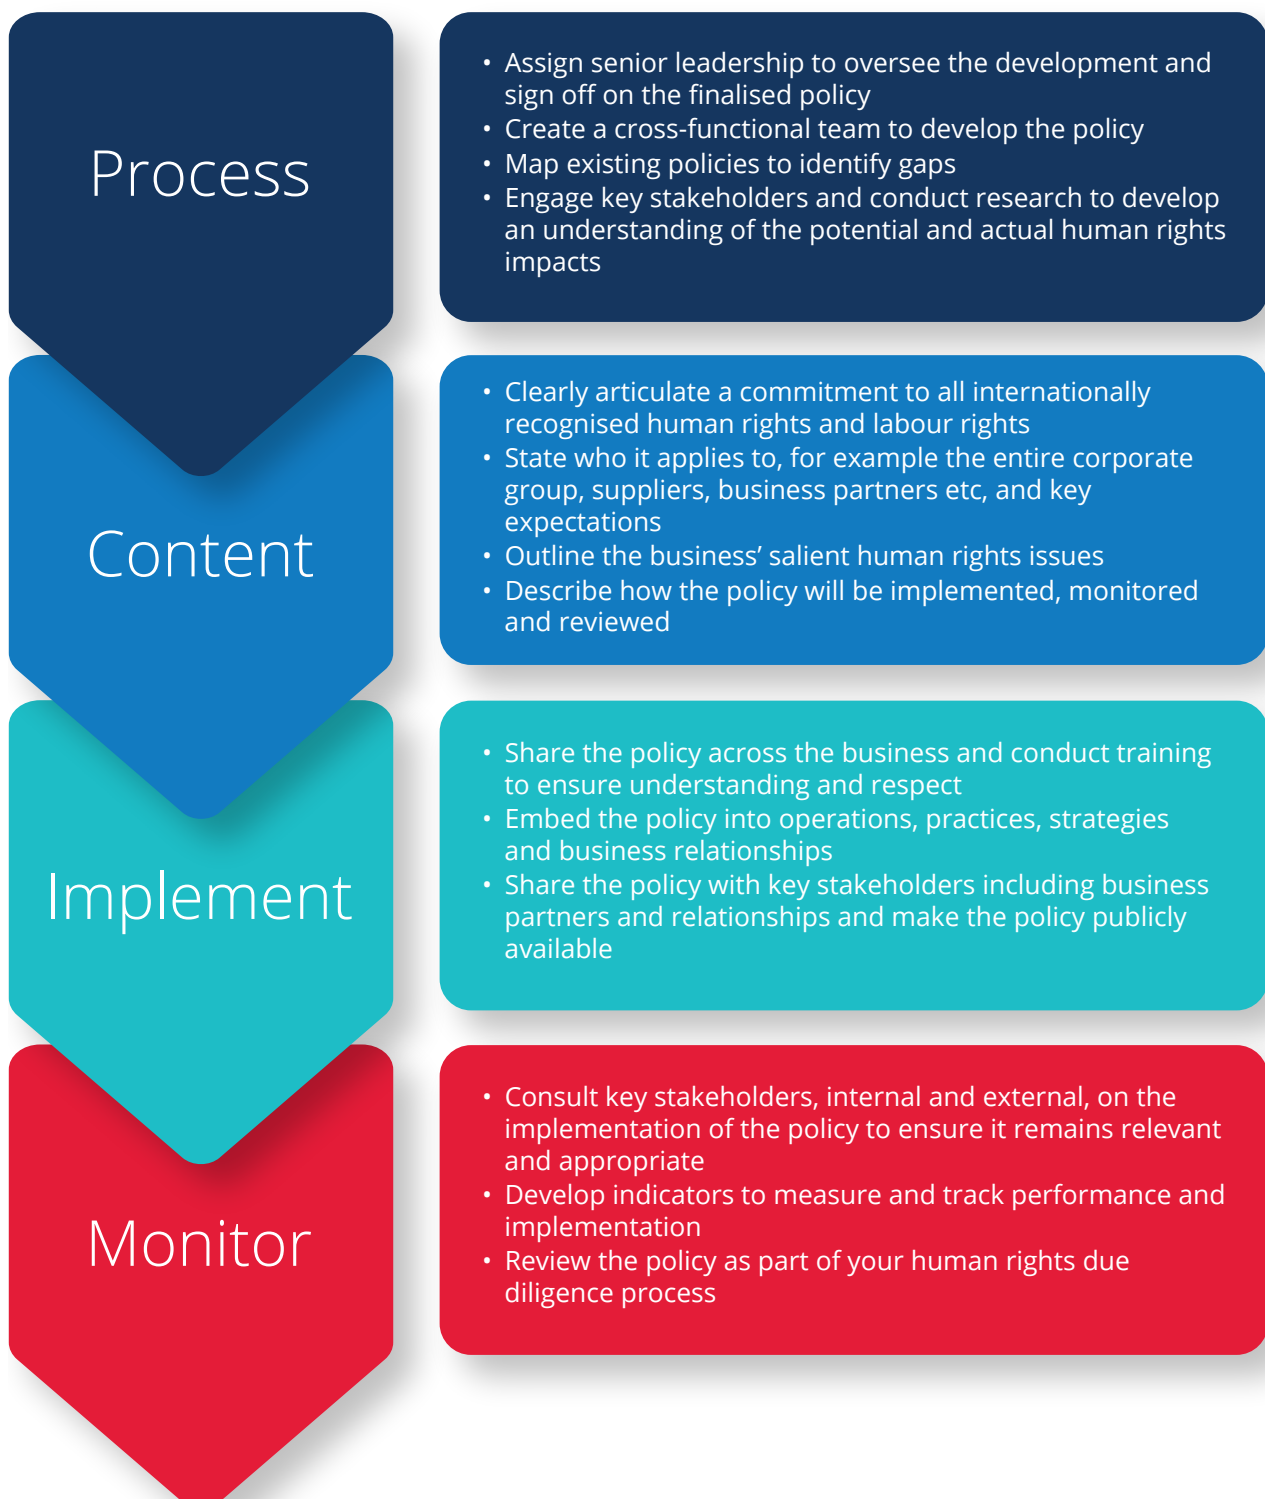 Process
• Assign senior leadership to oversee the development and
sign off on the finalised policy
• Create a cross-functional team to develop the policy
• Map existing policies to identify gaps
• Engage key stakeholders and conduct research to develop
an understanding of the potential and actual human rights
impacts
Content
• Clearly articulate a commitment to all internationally
recognised human rights and labour rights
• State who it applies to, for example the entire corporate
group, suppliers, business partners etc, and key
expectations
• Outline the business’ salient human rights issues
• Describe how the policy will be implemented, monitored
and reviewed
Implement
• Share the policy across the business and conduct training
to ensure understanding and respect
• Embed the policy into operations, practices, strategies
and business relationships
• Share the policy with key stakeholders including business
partners and relationships and make the policy publicly
available
Monitor
• Consult key stakeholders, internal and external, on the
implementation of the policy to ensure it remains relevant
and appropriate
• Develop indicators to measure and track performance and
implementation
• Review the policy as part of your human rights due
diligence process